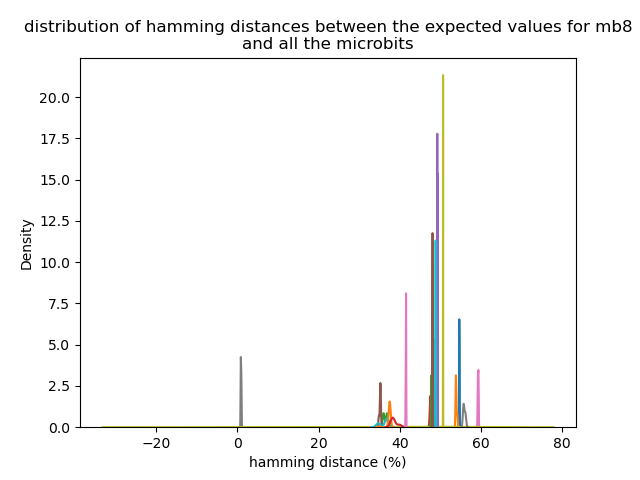 distribution of hamming distances between the expected values for mb8
and all the microbits
20.0
17.5
15.0
12.5
10.0
7.5
5.0
2.5
0.0
Density
−20 0 20 40 60 80
hamming distance (%)